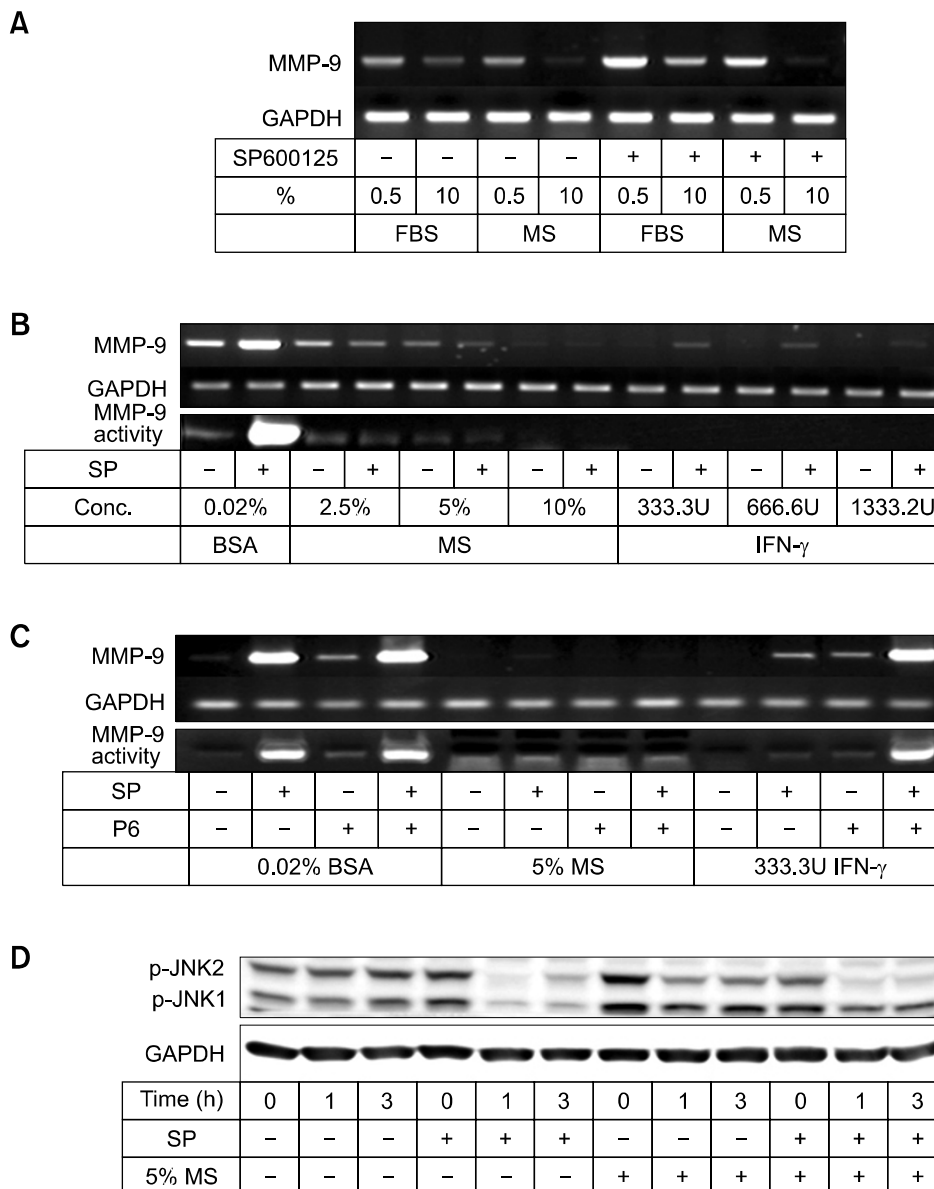 A
MMP-9
GAPDH
SP600125 – – – – + + + +
% 0.5 10 0.5 10 0.5 10 0.5 10
FBS MS FBS MS
B
MMP-9
GAPDH
MMP-9
activity
SP – + – + – + – + – + – + – +
Conc. 0.02% 2.5% 5% 10% 333.3U 666.6U 1333.2U
BSA MS IFN-γ
C
MMP-9
GAPDH
MMP-9
activity
SP – + – + – + – + – + – +
P6 – – + + – – + + – – + +
0.02% BSA 5% MS 333.3U IFN-γ
D
p-JNK2
p-JNK1
GAPDH
Time (h) 0 1 3 0 1 3 0 1 3 0 1 3
SP – – – + + + – – – + + +
5% MS – – – – – – + + + + + +